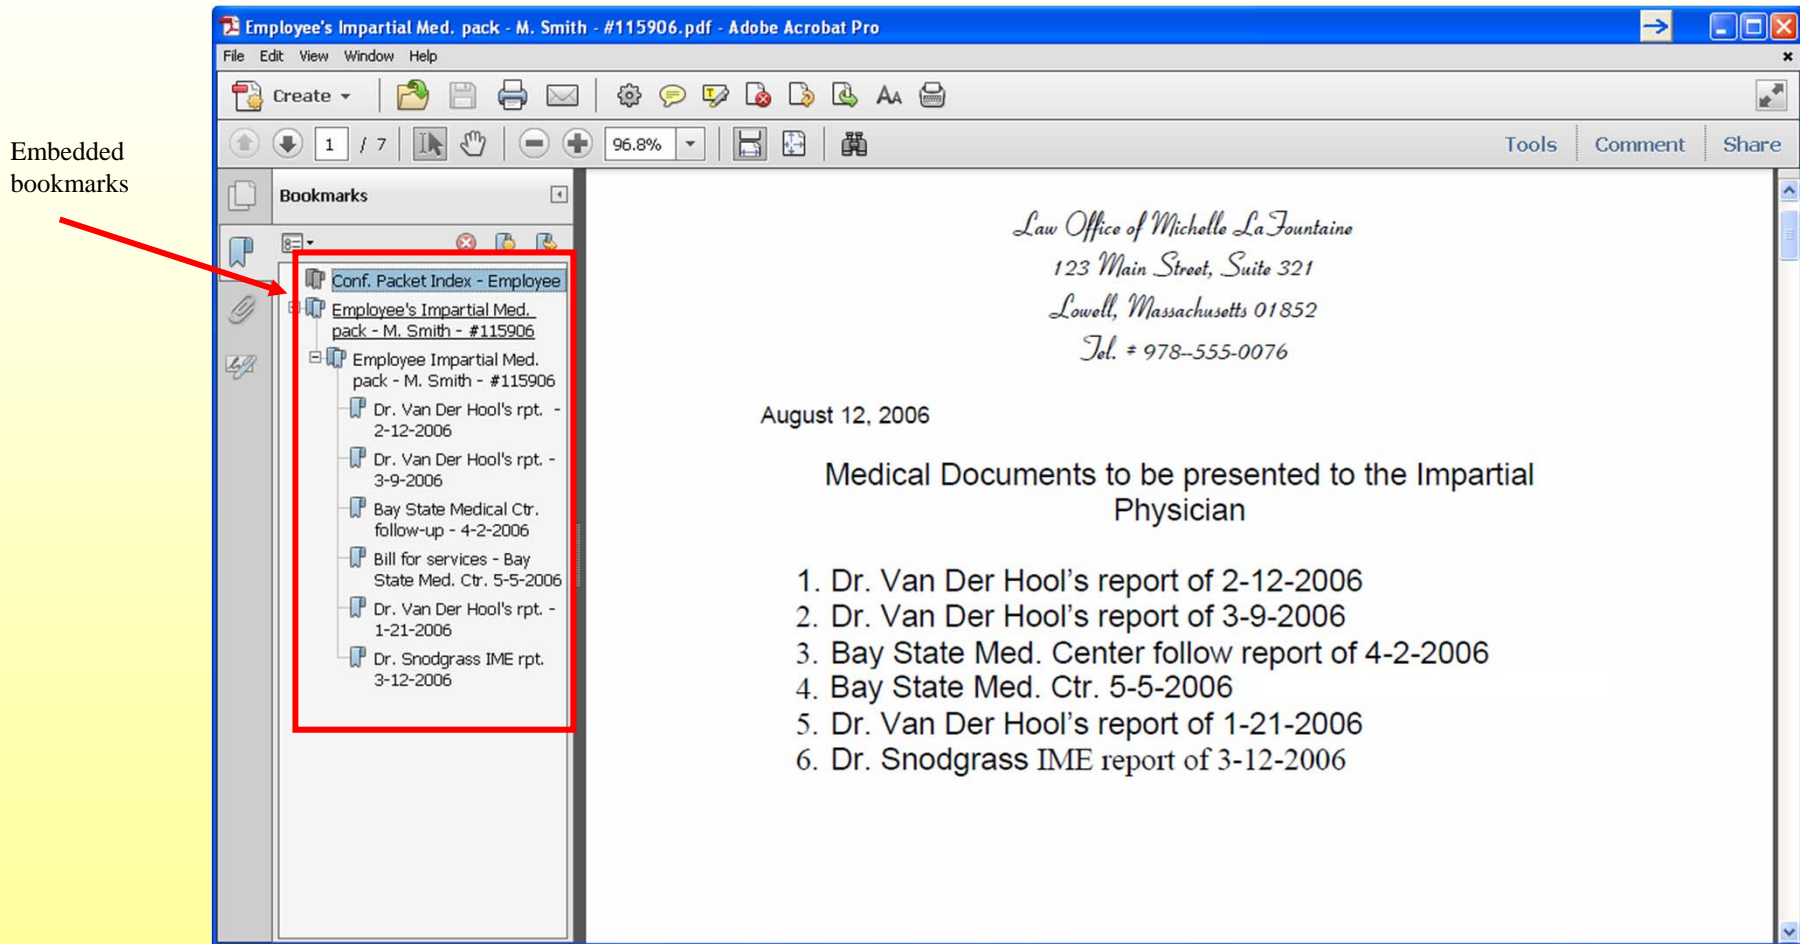 Employee's Impartial Med. pack - M. Smith - #115906.pdf - Adobe Acrobat Pro
File Edit View Window Help
Create
1 / 7
96.8%
Tools Comment Share
Embedded
bookmarks
Bookmarks
Conf. Packet Index - Employee
Employee's Impartial Med.
pack - M. Smith - #115906
Employee Impartial Med.
pack - M. Smith - #115906
Dr. Van Der Hool's rpt. -
2-12-2006
Dr. Van Der Hool's rpt. -
3-9-2006
Bay State Medical Ctr.
follow-up - 4-2-2006
Bill for services - Bay
State Med. Ctr. 5-5-2006
Dr. Van Der Hool's rpt. -
1-21-2006
Dr. Snodgrass IME rpt.
3-12-2006
Law Office of Michelle La Fountaine
123 Main Street, Suite 321
Lowell, Massachusetts 01852
Tel. # 978--555-0076
August 12, 2006
Medical Documents to be presented to the Impartial
Physician
1. Dr. Van Der Hool's report of 2-12-2006
2. Dr. Van Der Hool's report of 3-9-2006
3. Bay State Med. Center follow report of 4-2-2006
4. Bay State Med. Ctr. 5-5-2006
5. Dr. Van Der Hool's report of 1-21-2006
6. Dr. Snodgrass IME report of 3-12-2006